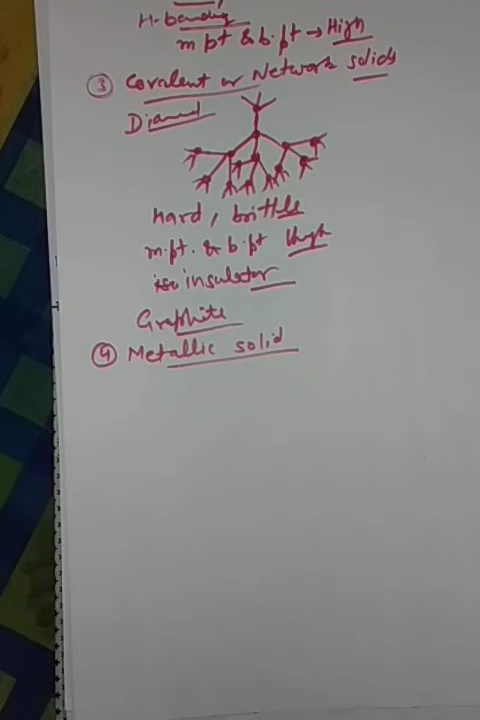 H-bonding
m pt & b.pt → High
③ Covalent or Network solids
Diamond
Hard, brittle
m.pt. & b.pt High
insulator
Graphite
④ Metallic solid